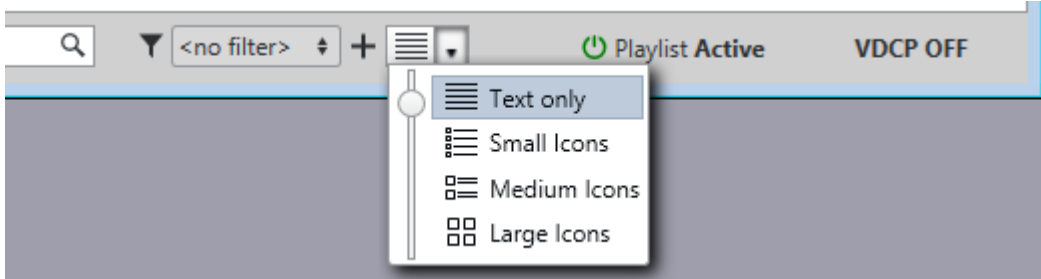 <no filter> Playlist Active VDCP OFF
Text only
Small Icons
Medium Icons
Large Icons